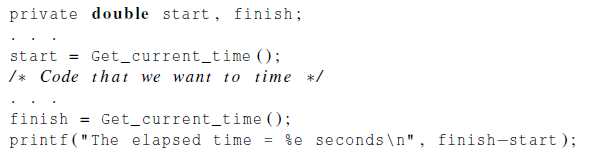 private double start, finish;
. . .
start = Get_current_time();
/* Code that we want to time */
. . .
finish = Get_current_time();
printf("The elapsed time = %e seconds\n", finish−start);